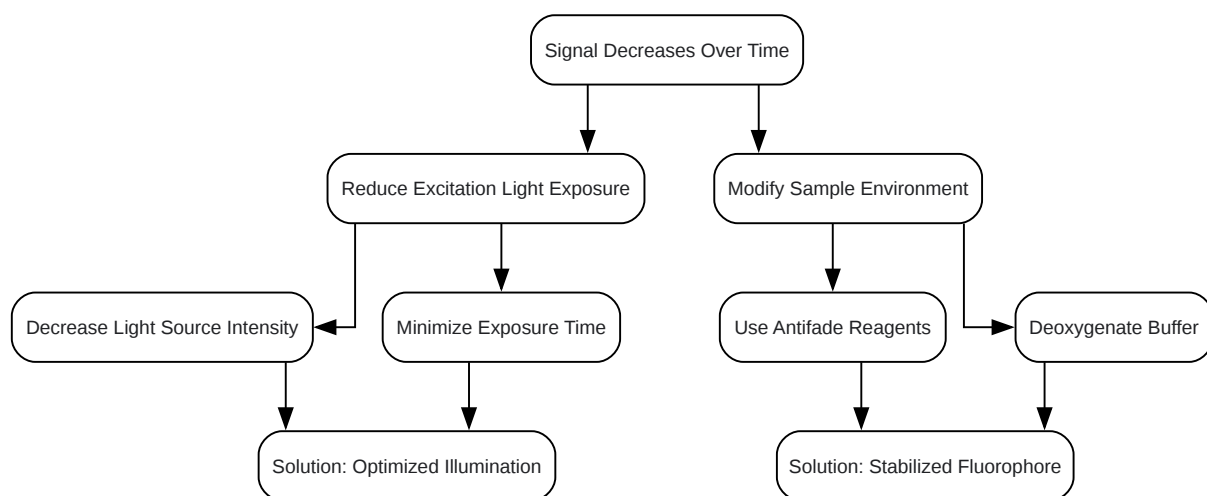 Signal Decreases Over Time
Reduce Excitation Light Exposure
Modify Sample Environment
Decrease Light Source Intensity
Minimize Exposure Time
Use Antifade Reagents
Deoxygenate Buffer
Solution: Optimized Illumination
Solution: Stabilized Fluorophore